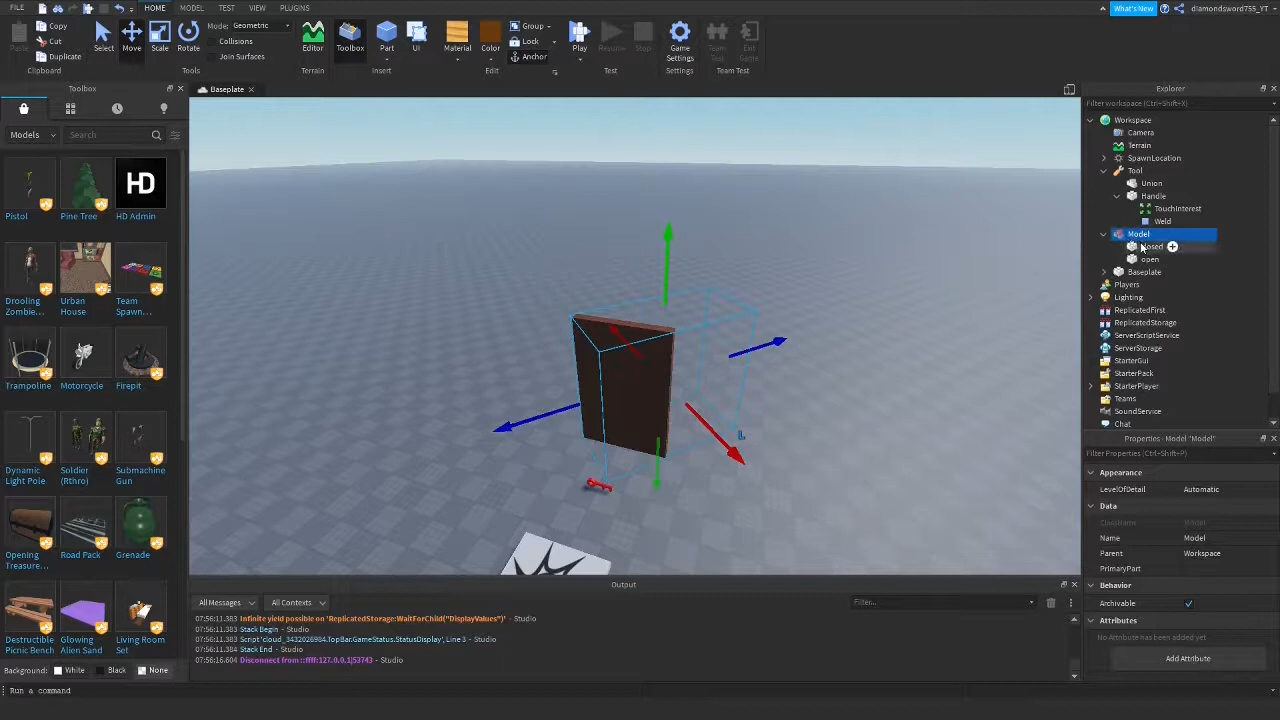 FILE HOME MODEL TEST VIEW PLUGINS What's New diamondsword755_YT
Copy
Cut
Paste Duplicate
Clipboard
Select Move Scale Rotate
Mode: Geometric
Collisions
Join Surfaces
Tools
Editor
Terrain
Toolbox Part UI
Insert
Material Color
Group
Lock
Anchor
Edit
Play Resume Stop
Test
Game
Settings
Settings
Team
Test
Exit
Game
Team Test
Toolbox
Baseplate
Explorer
Filter workspace (Ctrl+Shift+X)
Models Search
Pistol Pine Tree HD Admin
HD
Drooling
Zombie...
Urban
House
Team
Spawn...
Trampoline Motorcycle Firepit
Dynamic
Light Pole
Soldier
(Rthro)
Submachine
Gun
Opening
Treasure...
Road Pack Grenade
Destructible
Picnic Bench
Glowing
Alien Sand
Living Room
Set
Background: White Black None
L
Workspace
Camera
Terrain
SpawnLocation
Tool
Union
Handle
TouchInterest
Weld
Model
closed
open
Baseplate
Players
Lighting
ReplicatedFirst
ReplicatedStorage
ServerScriptService
ServerStorage
StarterGui
StarterPack
StarterPlayer
Teams
SoundService
Chat
Properties - Model "Model"
Filter Properties (Ctrl+Shift+P)
Appearance
LevelOfDetail Automatic
Data
ClassName Model
Name Model
Parent Workspace
PrimaryPart
Behavior
Archivable
Attributes
No Attribute has been added yet
Add Attribute
Output
All Messages All Contexts Filter...
07:56:11.383 Infinite yield possible on 'ReplicatedStorage:WaitForChild("DisplayValues")' - Studio
07:56:11.383 Stack Begin - Studio
07:56:11.383 Script 'cloud_3432026984.TopBar.GameStatus.StatusDisplay', Line 3 - Studio
07:56:11.384 Stack End - Studio
07:56:16.604 Disconnect from ::ffff:127.0.0.1|53743 - Studio
Run a command